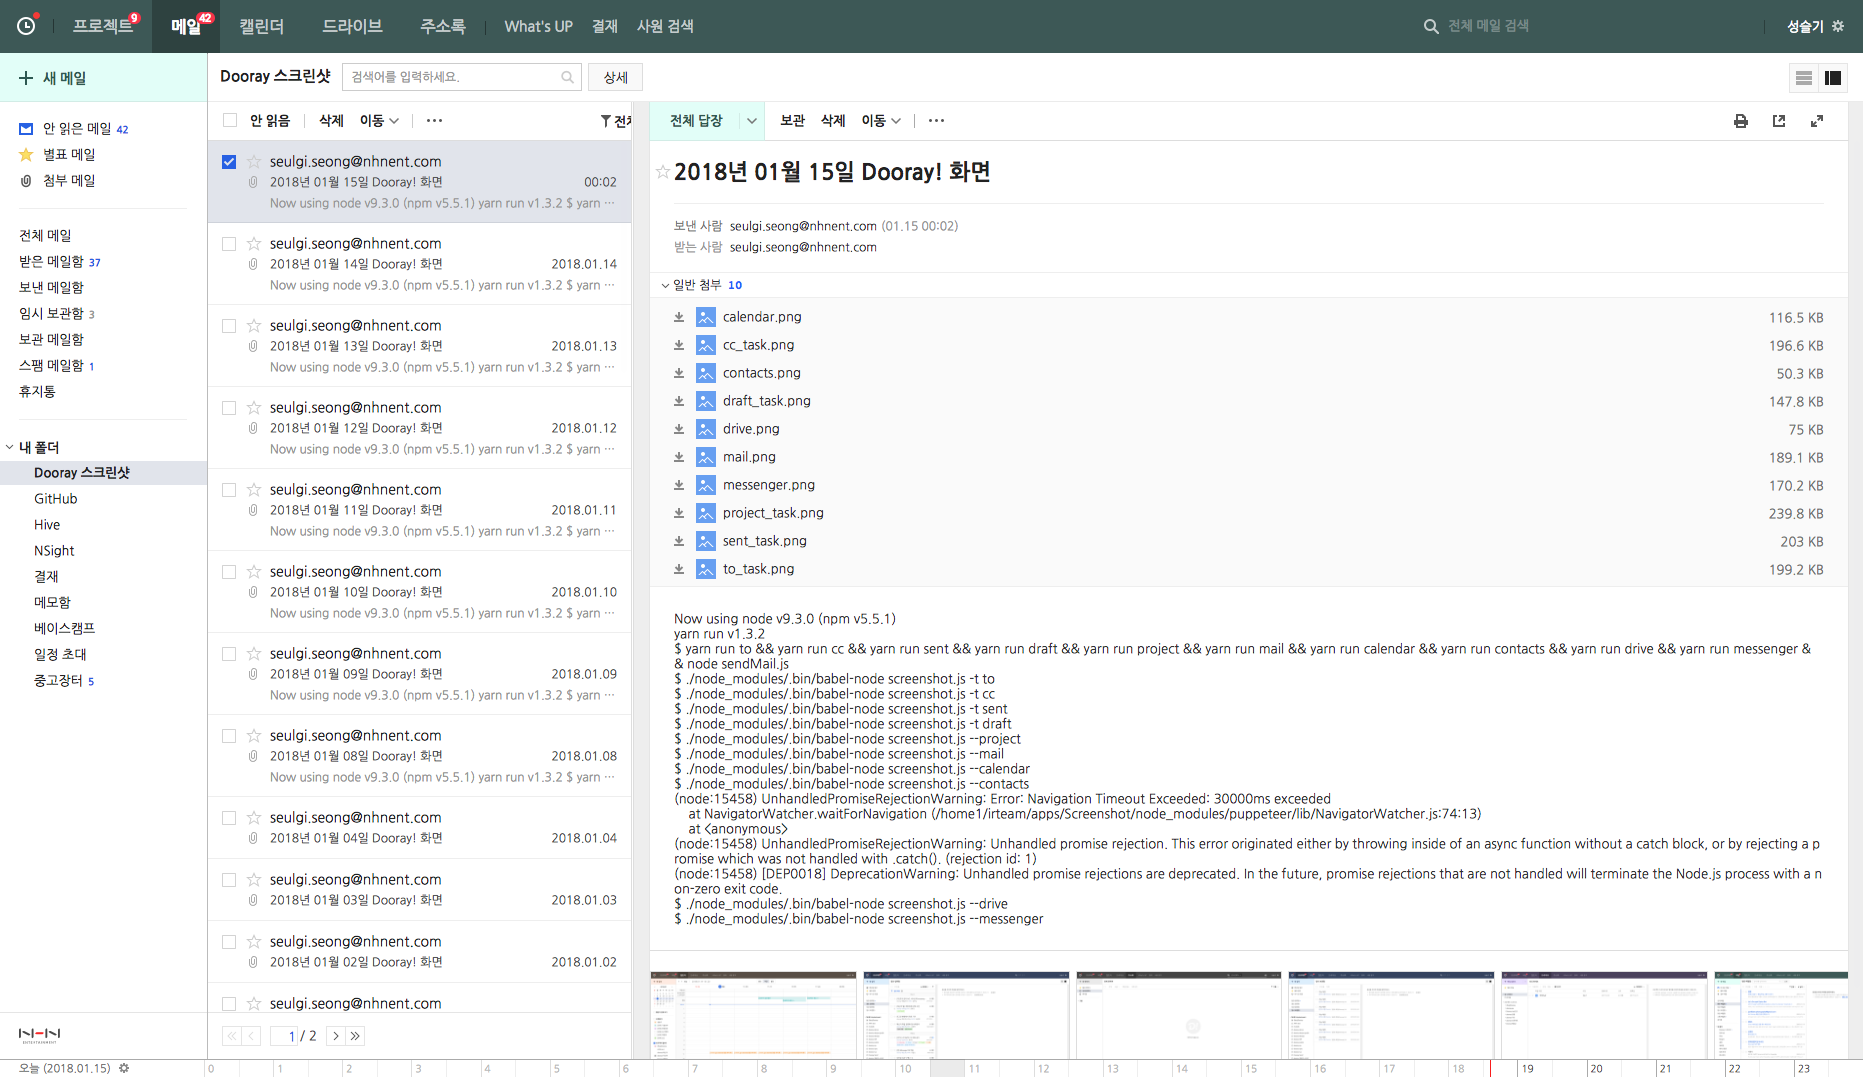 프로젝트 9
메일 42
캘린더
드라이브
주소록
What's UP
결재
사원 검색
전체 메일 검색
성슬기
새 메일
Dooray 스크린샷
검색어를 입력하세요.
상세
안 읽은 메일 42
별표 메일
첨부 메일
전체 메일
받은 메일함 37
보낸 메일함
임시 보관함 3
보관 메일함
스팸 메일함 1
휴지통
내 폴더
Dooray 스크린샷
GitHub
Hive
NSight
결재
메모함
베이스캠프
일정 초대
중고장터 5
NHN
ENTERTAINMENT
안 읽음 삭제 이동 ···
seulgi.seong@nhnent.com
2018년 01월 15일 Dooray! 화면 00:02
Now using node v9.3.0 (npm v5.5.1) yarn run v1.3.2 $ yarn ···
seulgi.seong@nhnent.com
2018년 01월 14일 Dooray! 화면 2018.01.14
Now using node v9.3.0 (npm v5.5.1) yarn run v1.3.2 $ yarn ···
seulgi.seong@nhnent.com
2018년 01월 13일 Dooray! 화면 2018.01.13
Now using node v9.3.0 (npm v5.5.1) yarn run v1.3.2 $ yarn ···
seulgi.seong@nhnent.com
2018년 01월 12일 Dooray! 화면 2018.01.12
Now using node v9.3.0 (npm v5.5.1) yarn run v1.3.2 $ yarn ···
seulgi.seong@nhnent.com
2018년 01월 11일 Dooray! 화면 2018.01.11
Now using node v9.3.0 (npm v5.5.1) yarn run v1.3.2 $ yarn ···
seulgi.seong@nhnent.com
2018년 01월 10일 Dooray! 화면 2018.01.10
Now using node v9.3.0 (npm v5.5.1) yarn run v1.3.2 $ yarn ···
seulgi.seong@nhnent.com
2018년 01월 09일 Dooray! 화면 2018.01.09
Now using node v9.3.0 (npm v5.5.1) yarn run v1.3.2 $ yarn ···
seulgi.seong@nhnent.com
2018년 01월 08일 Dooray! 화면 2018.01.08
Now using node v9.3.0 (npm v5.5.1) yarn run v1.3.2 $ yarn ···
seulgi.seong@nhnent.com
2018년 01월 04일 Dooray! 화면 2018.01.04
seulgi.seong@nhnent.com
2018년 01월 03일 Dooray! 화면 2018.01.03
seulgi.seong@nhnent.com
2018년 01월 02일 Dooray! 화면 2018.01.02
seulgi.seong@nhnent.com
1 / 2
전체 답장 보관 삭제 이동 ···
2018년 01월 15일 Dooray! 화면
보낸 사람 seulgi.seong@nhnent.com (01.15 00:02)
받는 사람 seulgi.seong@nhnent.com
일반 첨부 10
calendar.png 116.5 KB
cc_task.png 196.6 KB
contacts.png 50.3 KB
draft_task.png 147.8 KB
drive.png 75 KB
mail.png 189.1 KB
messenger.png 170.2 KB
project_task.png 239.8 KB
sent_task.png 203 KB
to_task.png 199.2 KB
Now using node v9.3.0 (npm v5.5.1)
yarn run v1.3.2
$ yarn run to && yarn run cc && yarn run sent && yarn run draft && yarn run project && yarn run mail && yarn run calendar && yarn run contacts && yarn run drive && yarn run messenger &
& node sendMail.js
$ ./node_modules/.bin/babel-node screenshot.js -t to
$ ./node_modules/.bin/babel-node screenshot.js -t cc
$ ./node_modules/.bin/babel-node screenshot.js -t sent
$ ./node_modules/.bin/babel-node screenshot.js -t draft
$ ./node_modules/.bin/babel-node screenshot.js --project
$ ./node_modules/.bin/babel-node screenshot.js --mail
$ ./node_modules/.bin/babel-node screenshot.js --calendar
$ ./node_modules/.bin/babel-node screenshot.js --contacts
(node:15458) UnhandledPromiseRejectionWarning: Error: Navigation Timeout Exceeded: 30000ms exceeded
at NavigatorWatcher.waitForNavigation (/home1/irteam/apps/Screenshot/node_modules/puppeteer/lib/NavigatorWatcher.js:74:13)
at <anonymous>
(node:15458) UnhandledPromiseRejectionWarning: Unhandled promise rejection. This error originated either by throwing inside of an async function without a catch block, or by rejecting a p
romise which was not handled with .catch(). (rejection id: 1)
(node:15458) [DEP0018] DeprecationWarning: Unhandled promise rejections are deprecated. In the future, promise rejections that are not handled will terminate the Node.js process with a n
on-zero exit code.
$ ./node_modules/.bin/babel-node screenshot.js --drive
$ ./node_modules/.bin/babel-node screenshot.js --messenger
오늘 (2018.01.15)
0 1 2 3 4 5 6 7 8 9 10 11 12 13 14 15 16 17 18 19 20 21 22 23